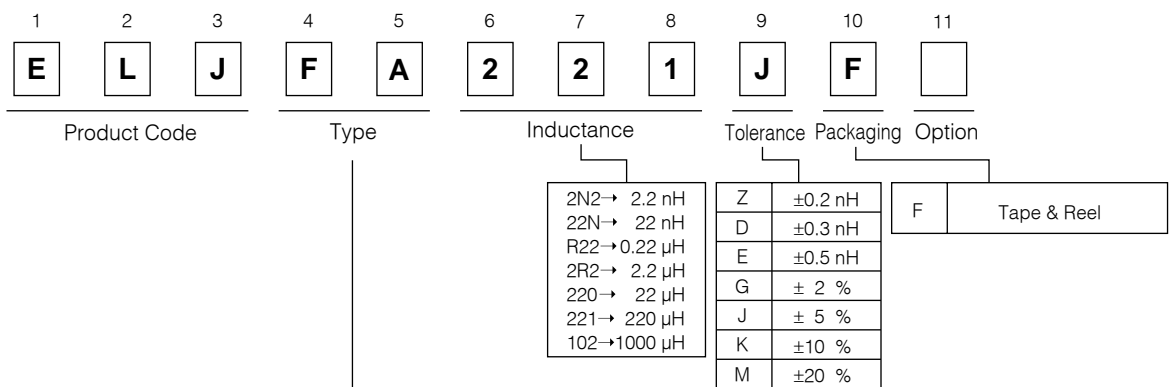 1 2 3 4 5 6 7 8 9 10 11
E L J F A 2 2 1 J F
Product Code Type Inductance Tolerance Packaging Option
2N2→ 2.2 nH
22N→ 22 nH
R22→0.22 µH
2R2→ 2.2 µH
220→ 22 µH
221→ 220 µH
102→1000 µH
Z ±0.2 nH
D ±0.3 nH
E ±0.5 nH
G ± 2 %
J ± 5 %
K ±10 %
M ±20 %
F Tape & Reel